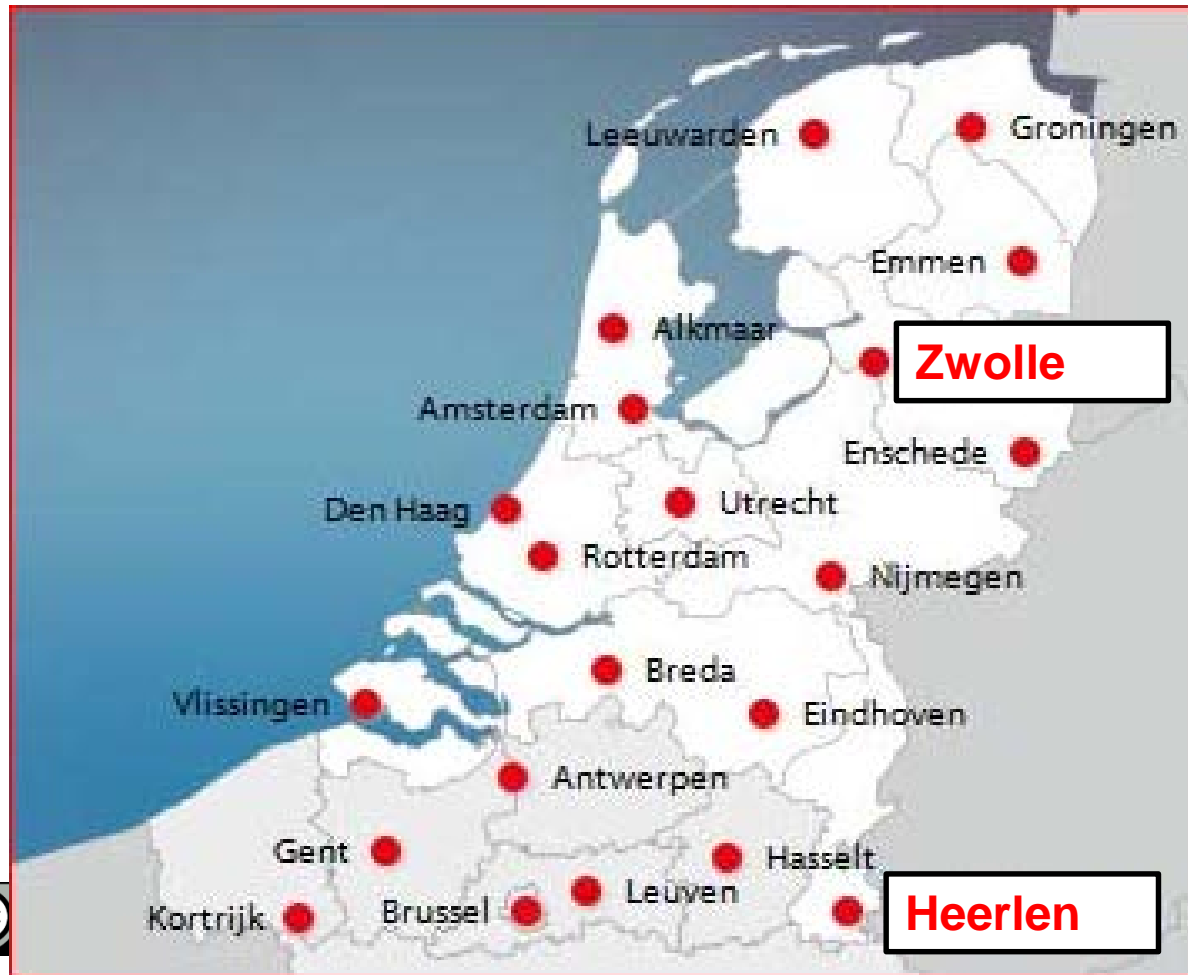 Leeuwarden
Groningen
Emmen
Alkmaar
Zwolle
Amsterdam
Enschede
Den Haag
Utrecht
Rotterdam
Nijmegen
Breda
Vlissingen
Eindhoven
Antwerpen
Gent
Hasselt
Leuven
Kortrijk
Brussel
Heerlen